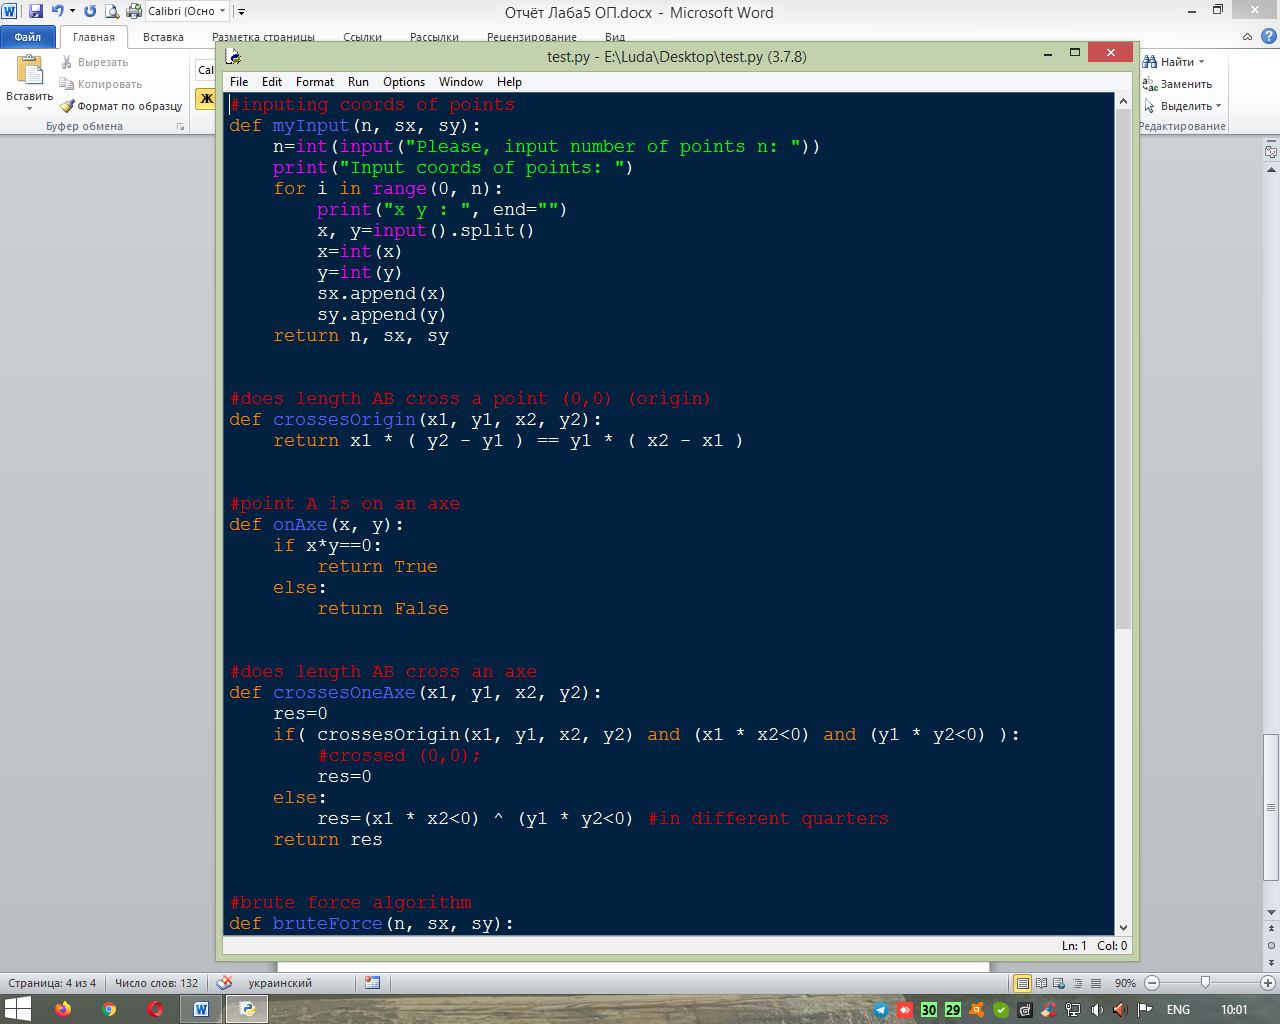 Отчёт Лаба5 ОП.docx - Microsoft Word
Calibri (Осно
Файл Главная Вставка Разметка страницы Ссылки Рассылки Рецензирование Вид
Вставить
Вырезать
Копировать
Формат по образцу
Буфер обмена
Cal
Ж
Найти
Заменить
Выделить
Редактирование
test.py - E:\Luda\Desktop\test.py (3.7.8)
File Edit Format Run Options Window Help
#inputing coords of points
def myInput(n, sx, sy):
    n=int(input("Please, input number of points n: "))
    print("Input coords of points: ")
    for i in range(0, n):
        print("x y : ", end="")
        x, y=input().split()
        x=int(x)
        y=int(y)
        sx.append(x)
        sy.append(y)
    return n, sx, sy
#does length AB cross a point (0,0) (origin)
def crossesOrigin(x1, y1, x2, y2):
    return x1 * ( y2 - y1 ) == y1 * ( x2 - x1 )
#point A is on an axe
def onAxe(x, y):
    if x*y==0:
        return True
    else:
        return False
#does length AB cross an axe
def crossesOneAxe(x1, y1, x2, y2):
    res=0
    if( crossesOrigin(x1, y1, x2, y2) and (x1 * x2<0) and (y1 * y2<0) ):
        #crossed (0,0);
        res=0
    else:
        res=(x1 * x2<0) ^ (y1 * y2<0) #in different quarters
    return res
#brute force algorithm
def bruteForce(n, sx, sy):
Ln: 1 Col: 0
Страница: 4 из 4 Число слов: 132 украинский 90%
30 29 ENG 10:01